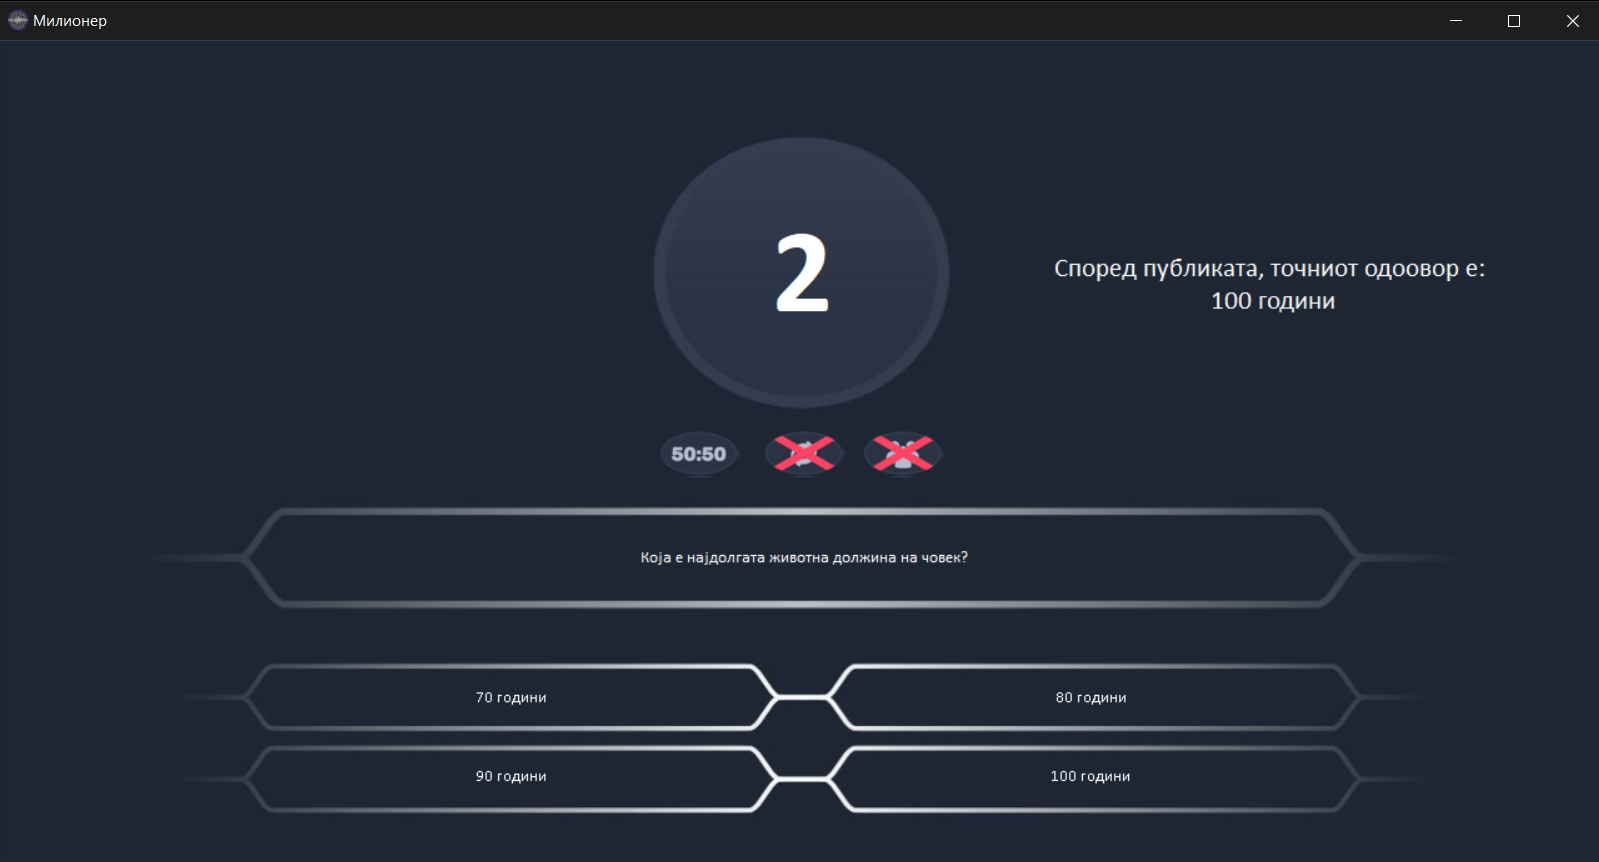 Милионер
2
Според публиката, точниот одоовор е:
100 години
50:50
Која е најдолгата животна должина на човек?
70 години
80 години
90 години
100 години